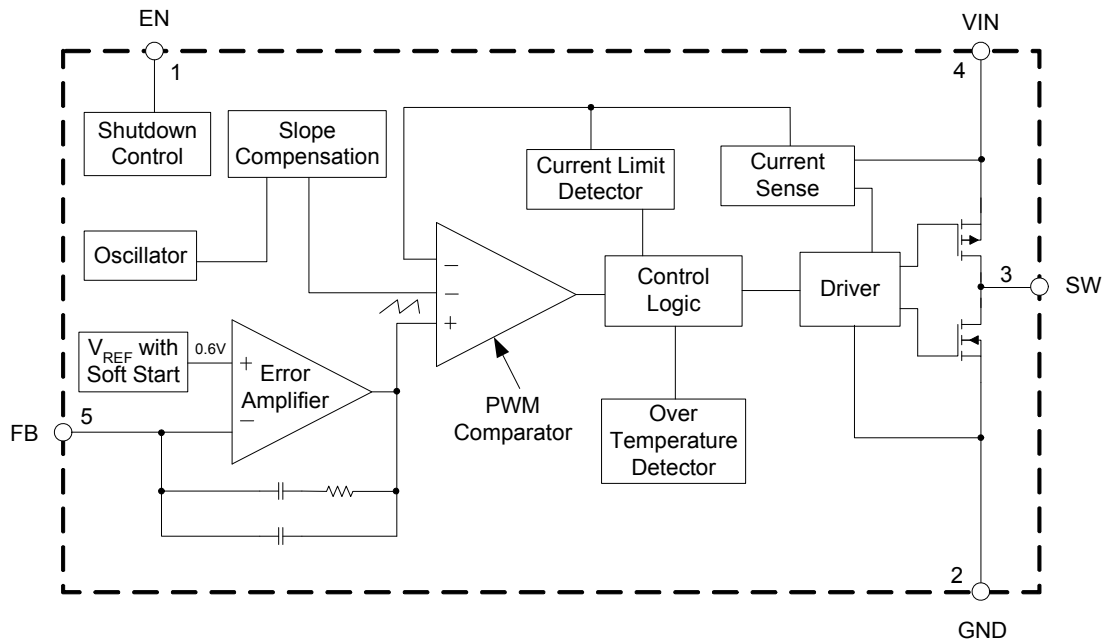 EN
VIN
1
4
Shutdown
Control
Slope
Compensation
Current Limit
Detector
Current
Sense
Oscillator
−
−
+
Control
Logic
Driver
3
SW
V_REF with
Soft Start
0.6V
+
−
Error
Amplifier
PWM
Comparator
5
FB
Over
Temperature
Detector
2
GND